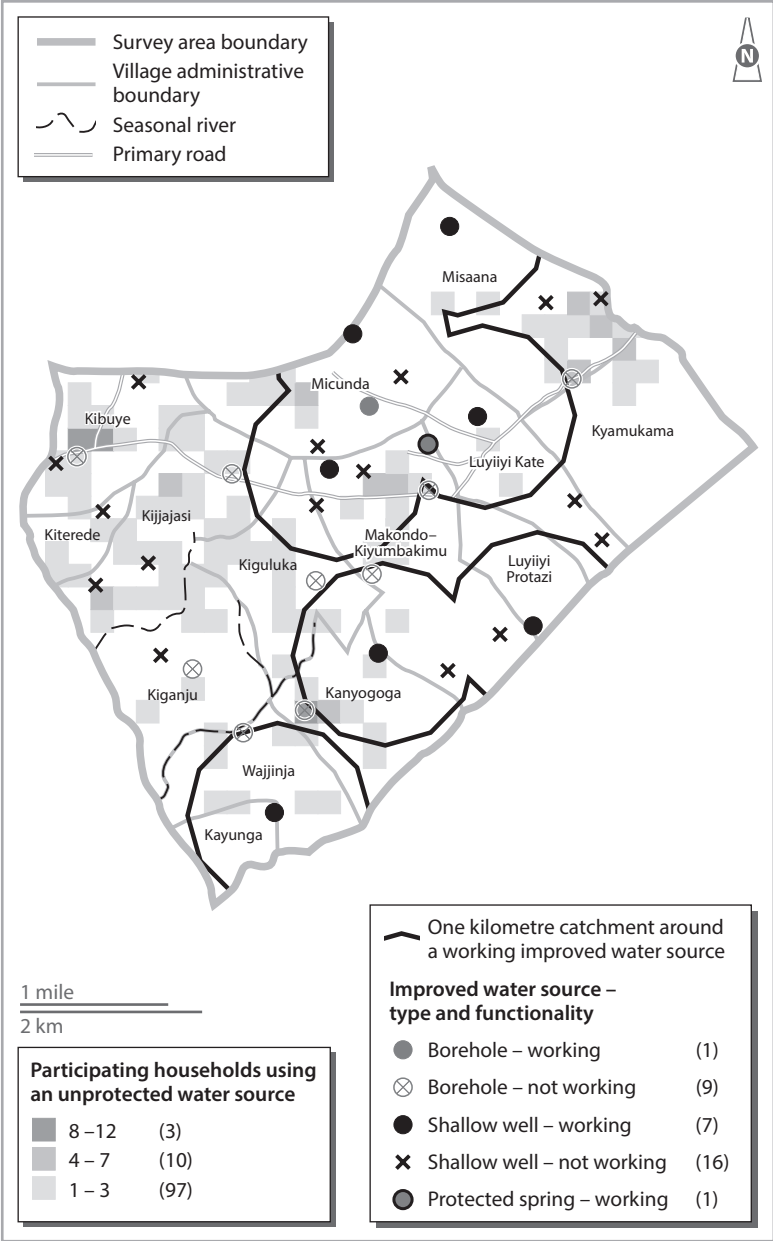 Survey area boundary
Village administrative
boundary
Seasonal river
Primary road
N
Misaana
Micunda
Kibuye
Kyamukama
Luyiiyi Kate
Kijjajasi
Kiterede
Makondo–
Kiyumbakimu
Kiguluka
Luyiiyi
Protazi
Kiganju
Kanyogoga
Wajjinja
Kayunga
1 mile
2 km
Participating households using
an unprotected water source
8 –12 (3)
4 – 7 (10)
1 – 3 (97)
One kilometre catchment around
a working improved water source
Improved water source –
type and functionality
Borehole – working (1)
Borehole – not working (9)
Shallow well – working (7)
Shallow well – not working (16)
Protected spring – working (1)